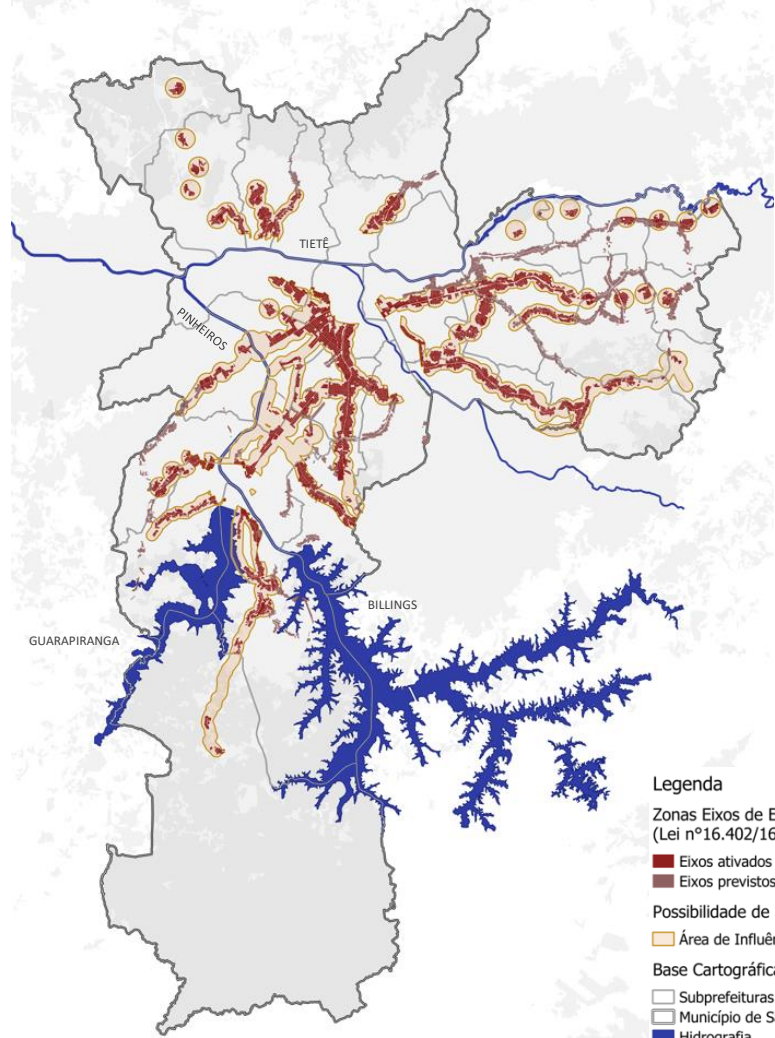 TIETÊ
PINHEIROS
BILLINGS
GUARAPIRANGA
Legenda
Zonas Eixos de E
(Lei n°16.402/16
Eixos ativados
Eixos previstos
Possibilidade de
Área de Influên
Base Cartográfica
Subprefeituras
Município de S
Hidrografia